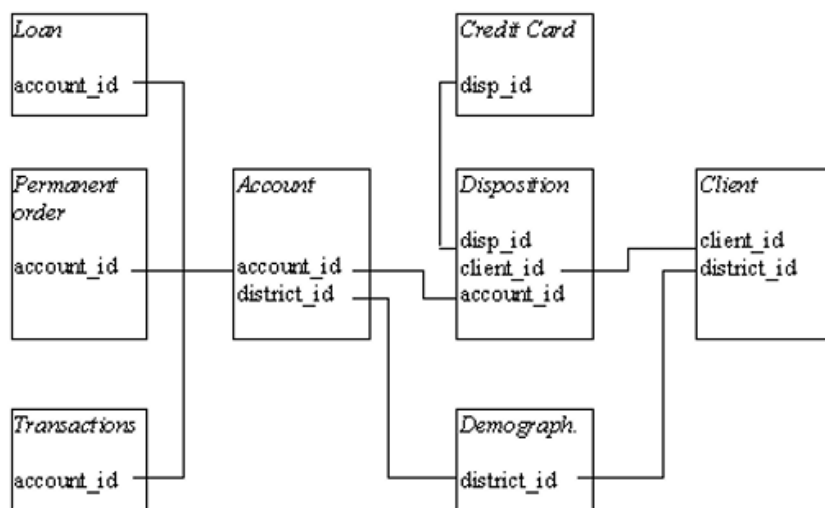 Loan
account_id
Credit Card
disp_id
Permanent
order
account_id
Account
account_id
district_id
Disposition
disp_id
client_id
account_id
Client
client_id
district_id
Transactions
account_id
Demograph.
district_id